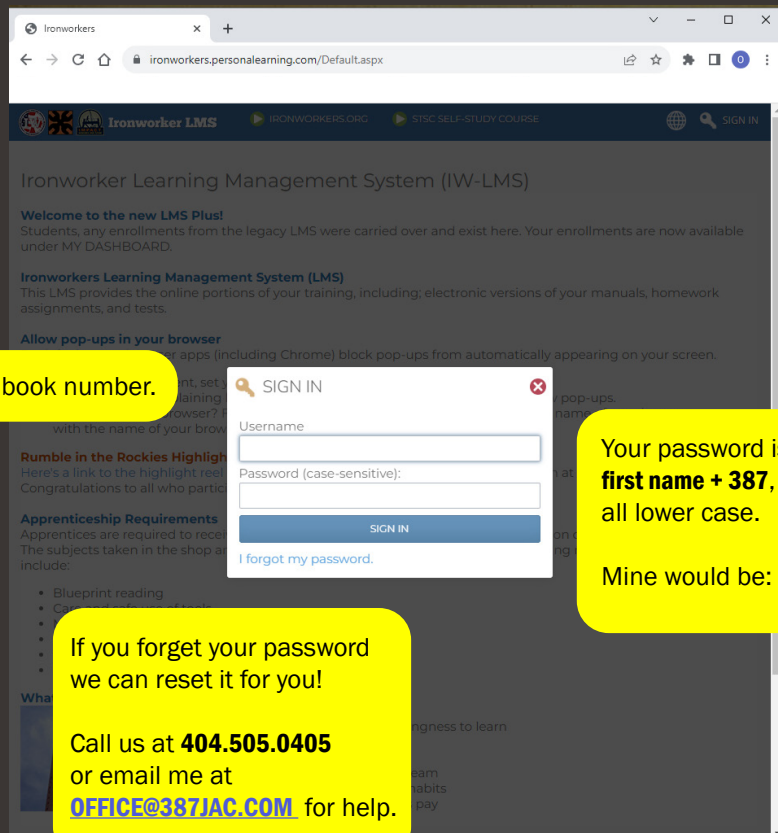 Ironworkers
ironworkers.personalearning.com/Default.aspx
Ironworker LMS IRONWORKERS.ORG STSC SELF-STUDY COURSE SIGN IN
Ironworker Learning Management System (IW-LMS)
Welcome to the new LMS Plus!
Students, any enrollments from the legacy LMS were carried over and exist here. Your enrollments are now available
under MY DASHBOARD.
Ironworkers Learning Management System (LMS)
This LMS provides the online portions of your training, including; electronic versions of your manuals, homework
assignments, and tests.
Allow pop-ups in your browser
apps (including Chrome) block pop-ups from automatically appearing on your screen.
book number.
set
pop-ups.
name
with the name of your
Rumble in the Rockies
Here's a link to the highlight reel
at
Congratulations to all who
Apprenticeship Requirements
Apprentices are required to
The subjects taken in the shop
include:
Blueprint reading
SIGN IN
Username
Password (case-sensitive):
SIGN IN
I forgot my password.
Your password is
first name + 387,
all lower case.
Mine would be:
If you forget your password
we can reset it for you!
Call us at 404.505.0405
or email me at
OFFICE@387JAC.COM for help.
to learn
pay